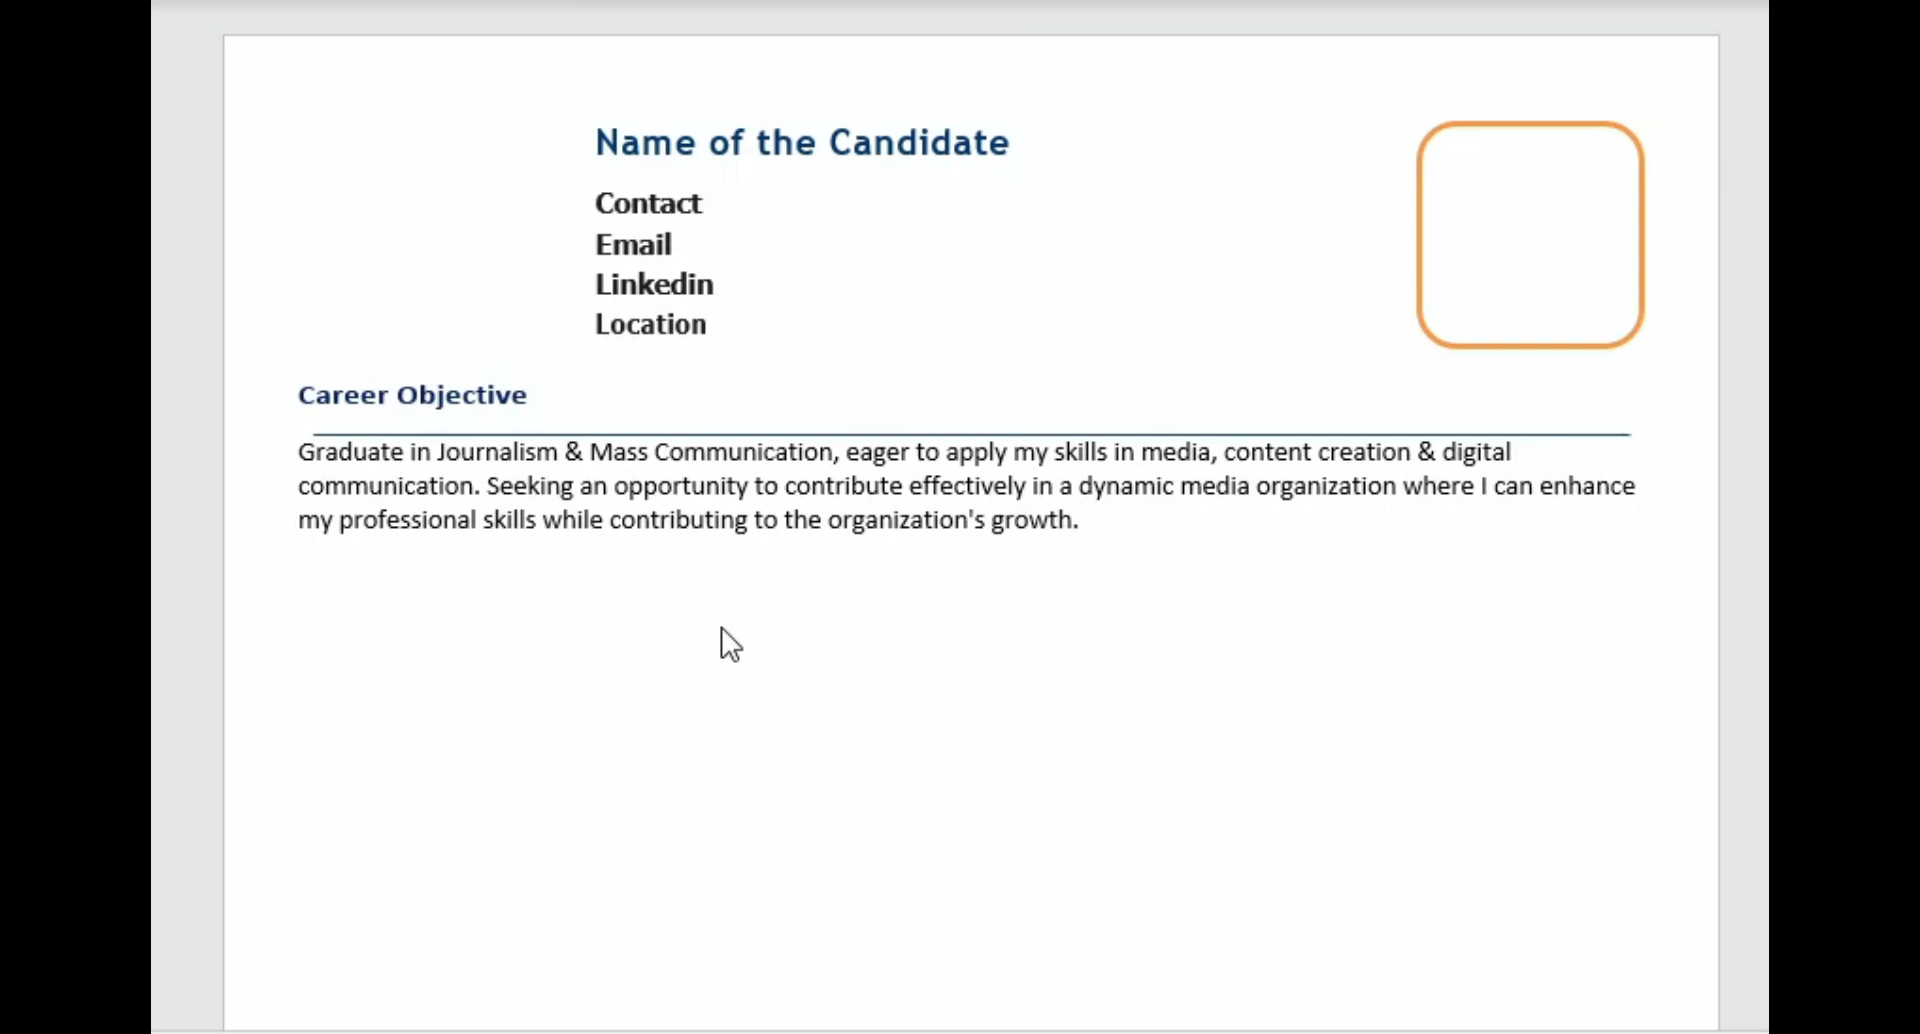 Name of the Candidate
Contact
Email
Linkedin
Location
Career Objective
Graduate in Journalism & Mass Communication, eager to apply my skills in media, content creation & digital
communication. Seeking an opportunity to contribute effectively in a dynamic media organization where I can enhance
my professional skills while contributing to the organization's growth.